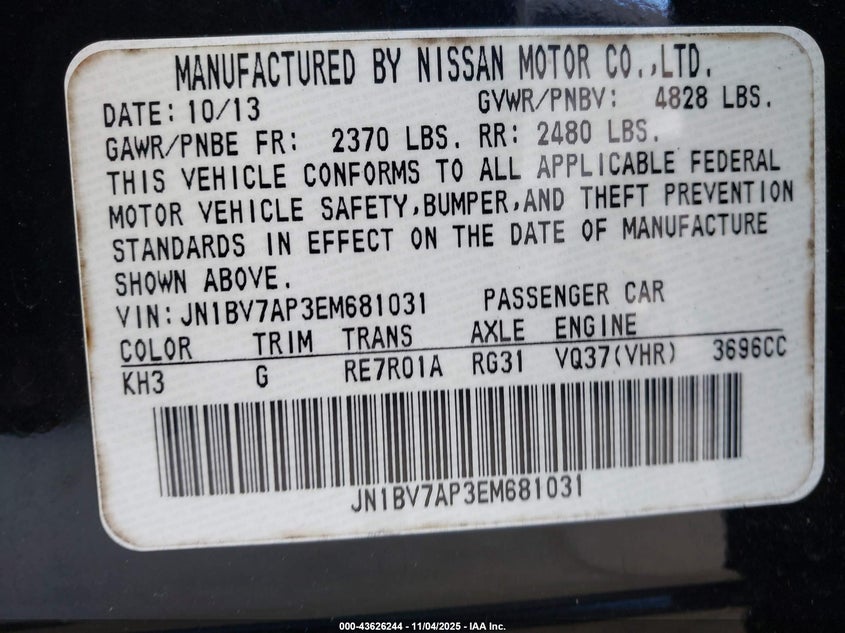 MANUFACTURED BY NISSAN MOTOR CO.,LTD.
DATE: 10/13 GVWR/PNBV: 4828 LBS.
GAWR/PNBE FR: 2370 LBS. RR: 2480 LBS.
THIS VEHICLE CONFORMS TO ALL APPLICABLE FEDERAL
MOTOR VEHICLE SAFETY,BUMPER,AND THEFT PREVENTION
STANDARDS IN EFFECT ON THE DATE OF MANUFACTURE
SHOWN ABOVE.
VIN: JN1BV7AP3EM681031 PASSENGER CAR
COLOR TRIM TRANS AXLE ENGINE
KH3 G RE7R01A RG31 VQ37(VHR) 3696CC
JN1BV7AP3EM681031
000-43626244 - 11/04/2025 - IAA Inc.